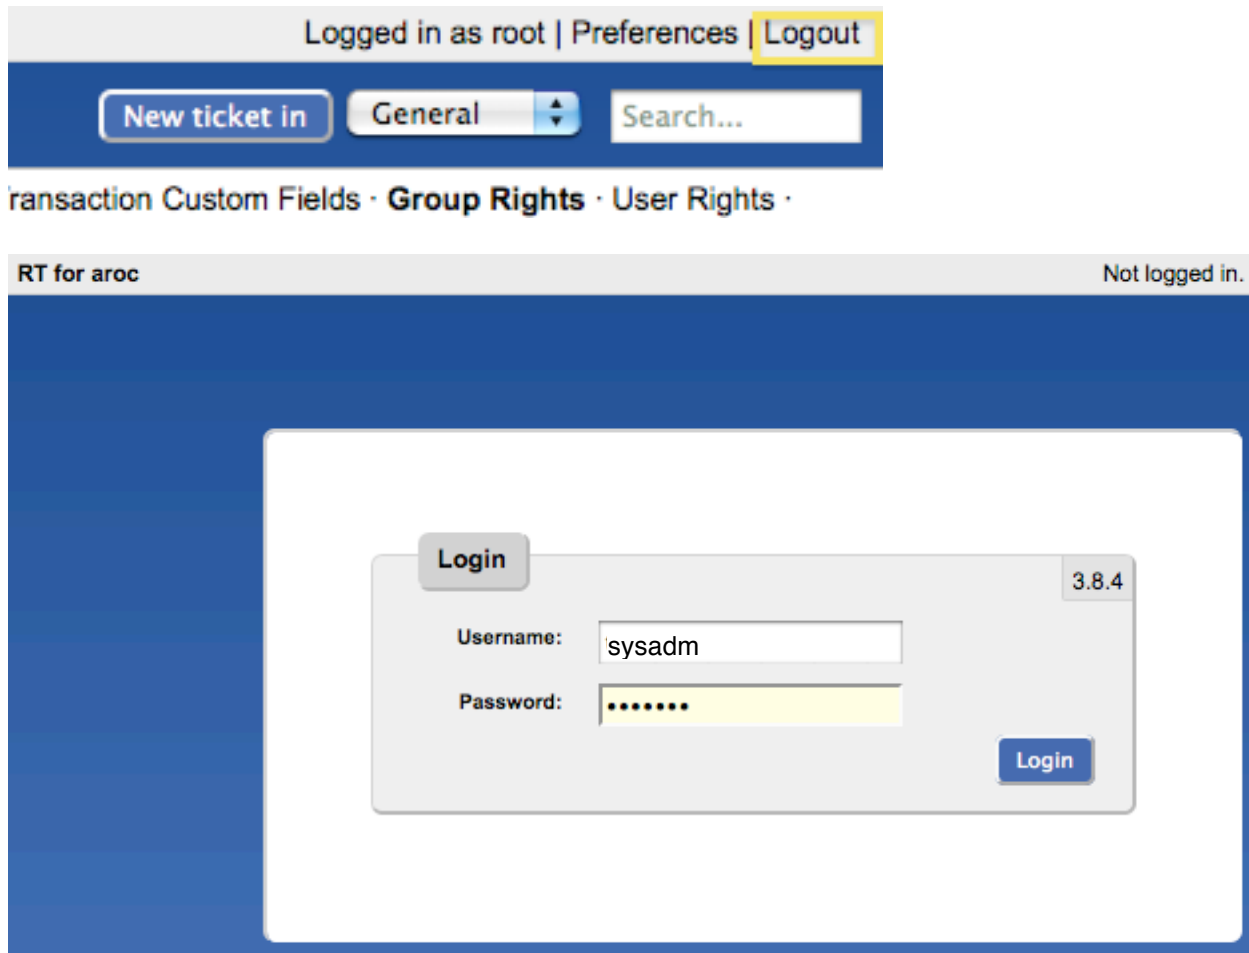 Logged in as root | Preferences | Logout
New ticket in General Search...
ransaction Custom Fields · Group Rights · User Rights ·
RT for aroc Not logged in.
Login
3.8.4
Username: sysadm
Password: •••••••
Login